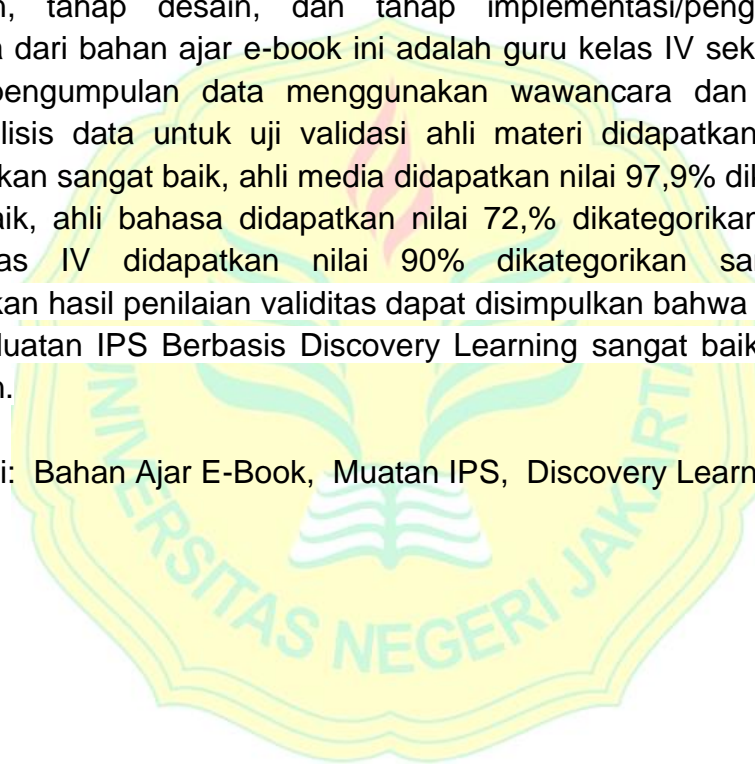 tahap desain, dan tahap implementasi/peng
dari bahan ajar e-book ini adalah guru kelas IV sek
pengumpulan data menggunakan wawancara dan
lisis data untuk uji validasi ahli materi didapatkan
kan sangat baik, ahli media didapatkan nilai 97,9% di
aik, ahli bahasa didapatkan nilai 72,% dikategorikan
as IV didapatkan nilai 90% dikategorikan sa
kan hasil penilaian validitas dapat disimpulkan bahwa
Muatan IPS Berbasis Discovery Learning sangat baik
n.
i: Bahan Ajar E-Book, Muatan IPS, Discovery Learn
UNIVERSITAS NEGERI JAKARTA